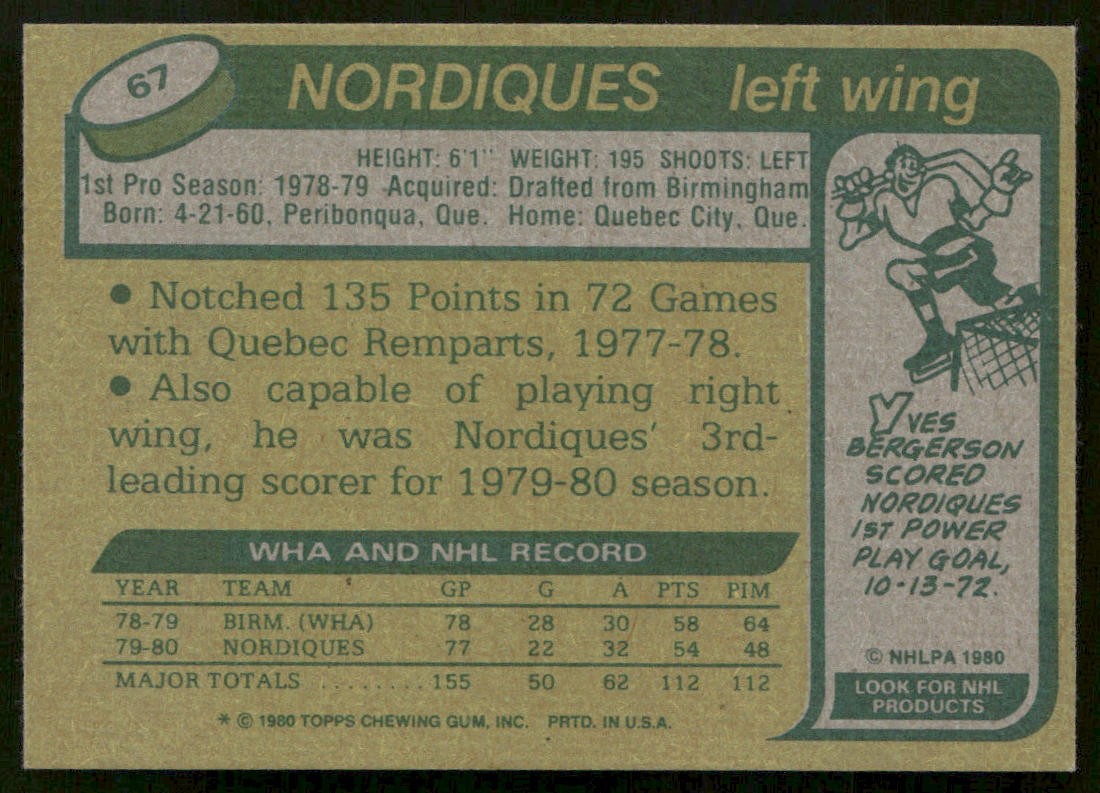 67
NORDIQUES left wing
HEIGHT: 6'1" WEIGHT: 195 SHOOTS: LEFT
1st Pro Season: 1978-79 Acquired: Drafted from Birmingham
Born: 4-21-60, Peribonqua, Que. Home: Quebec City, Que.
• Notched 135 Points in 72 Games
with Quebec Remparts, 1977-78.
• Also capable of playing right
wing, he was Nordiques' 3rd-
leading scorer for 1979-80 season.
WHA AND NHL RECORD
YEAR TEAM GP G A PTS PIM
78-79 BIRM. (WHA) 78 28 30 58 64
79-80 NORDIQUES 77 22 32 54 48
MAJOR TOTALS ........ 155 50 62 112 112
* © 1980 TOPPS CHEWING GUM, INC. PRTD. IN U.S.A.
YVES
BERGERSON
SCORED
NORDIQUES
1ST POWER
PLAY GOAL,
10-13-72.
© NHLPA 1980
LOOK FOR NHL
PRODUCTS